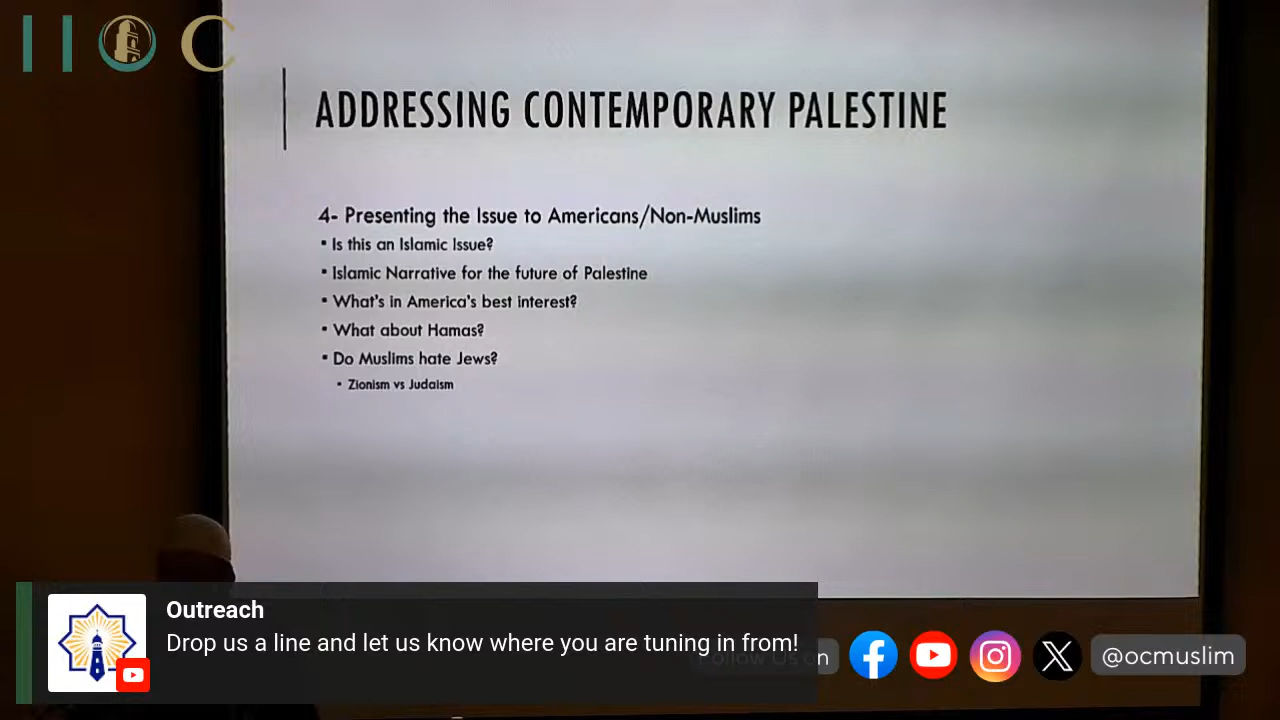 IIOC
ADDRESSING CONTEMPORARY PALESTINE
4- Presenting the Issue to Americans/Non-Muslims
• Is this an Islamic Issue?
• Islamic Narrative for the future of Palestine
• What's in America's best interest?
• What about Hamas?
• Do Muslims hate Jews?
• Zionism vs Judaism
Outreach
Drop us a line and let us know where you are tuning in from!
Follow Us on
@ocmuslim